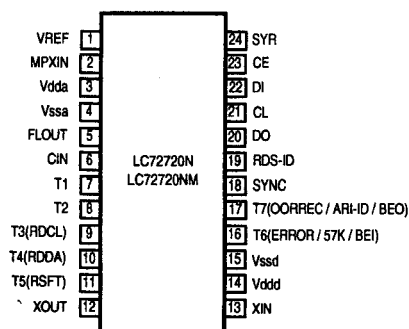 VREF 1
MPXIN 2
Vdda 3
Vssa 4
FLOUT 5
CIN 6
T1 7
T2 8
T3(RDCL) 9
T4(RDDA) 10
T5(RSFT) 11
XOUT 12
LC72720N
LC72720NM
24 SYR
23 CE
22 DI
21 CL
20 DO
19 RDS-ID
18 SYNC
17 T7(OORREC / ARI-ID / BEO)
16 T6(ERROR / 57K / BEI)
15 Vssd
14 Vddd
13 XIN